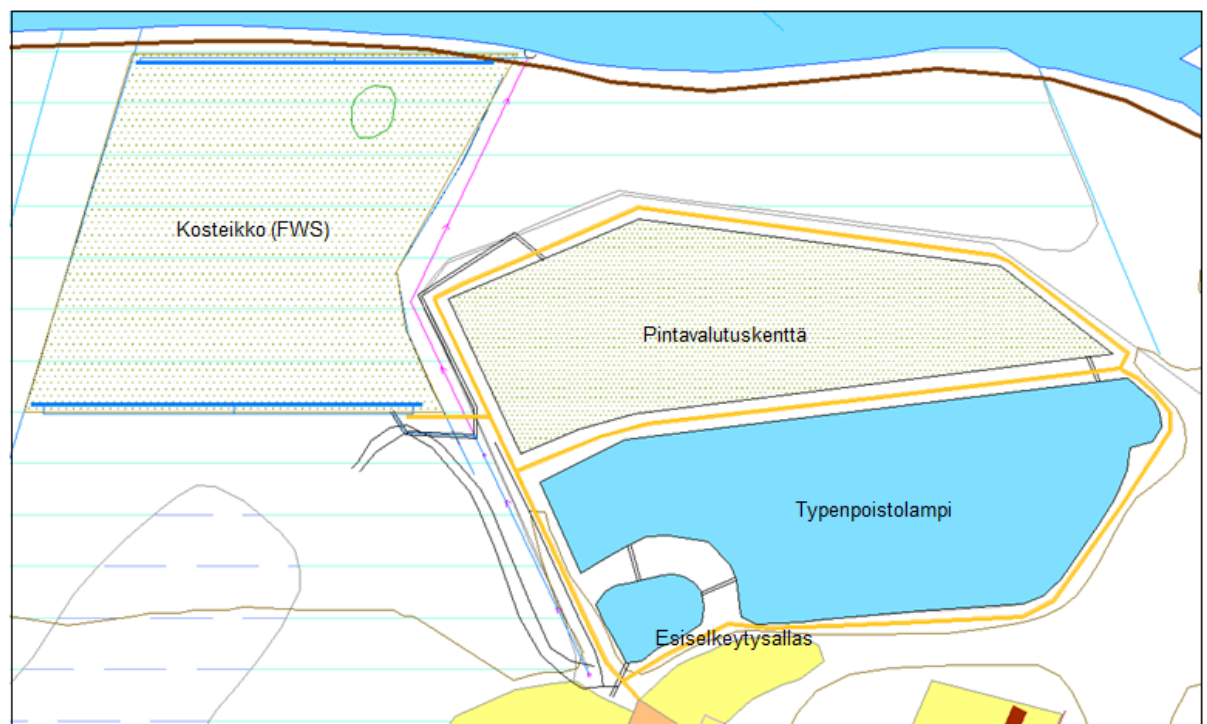 Kosteikko (FWS)
Pintavalutuskenttä
Typenpoistolampi
Esiselkeytysallas